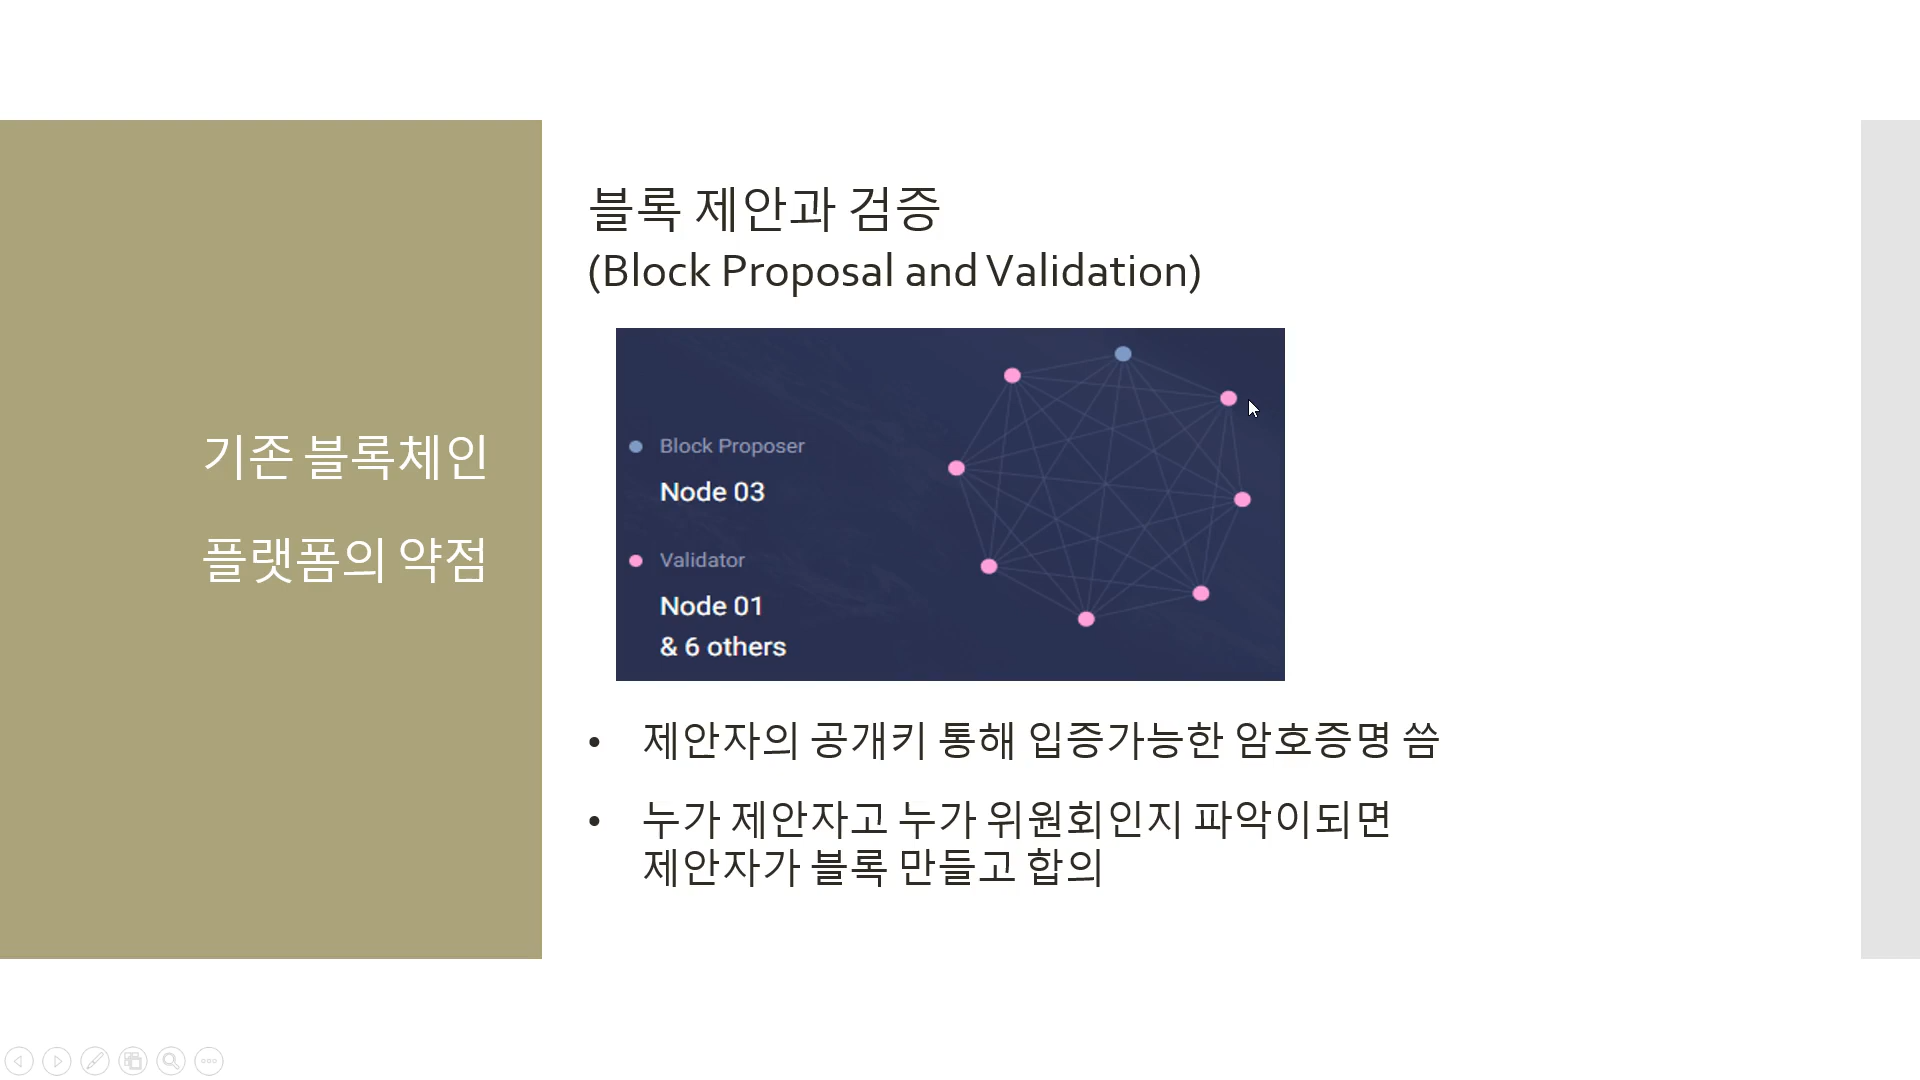 기존 블록체인
플랫폼의 약점
블록 제안과 검증
(Block Proposal and Validation)
Block Proposer
Node 03
Validator
Node 01
& 6 others
• 제안자의 공개키 통해 입증가능한 암호증명 씀
• 누가 제안자고 누가 위원회인지 파악이되면
제안자가 블록 만들고 합의